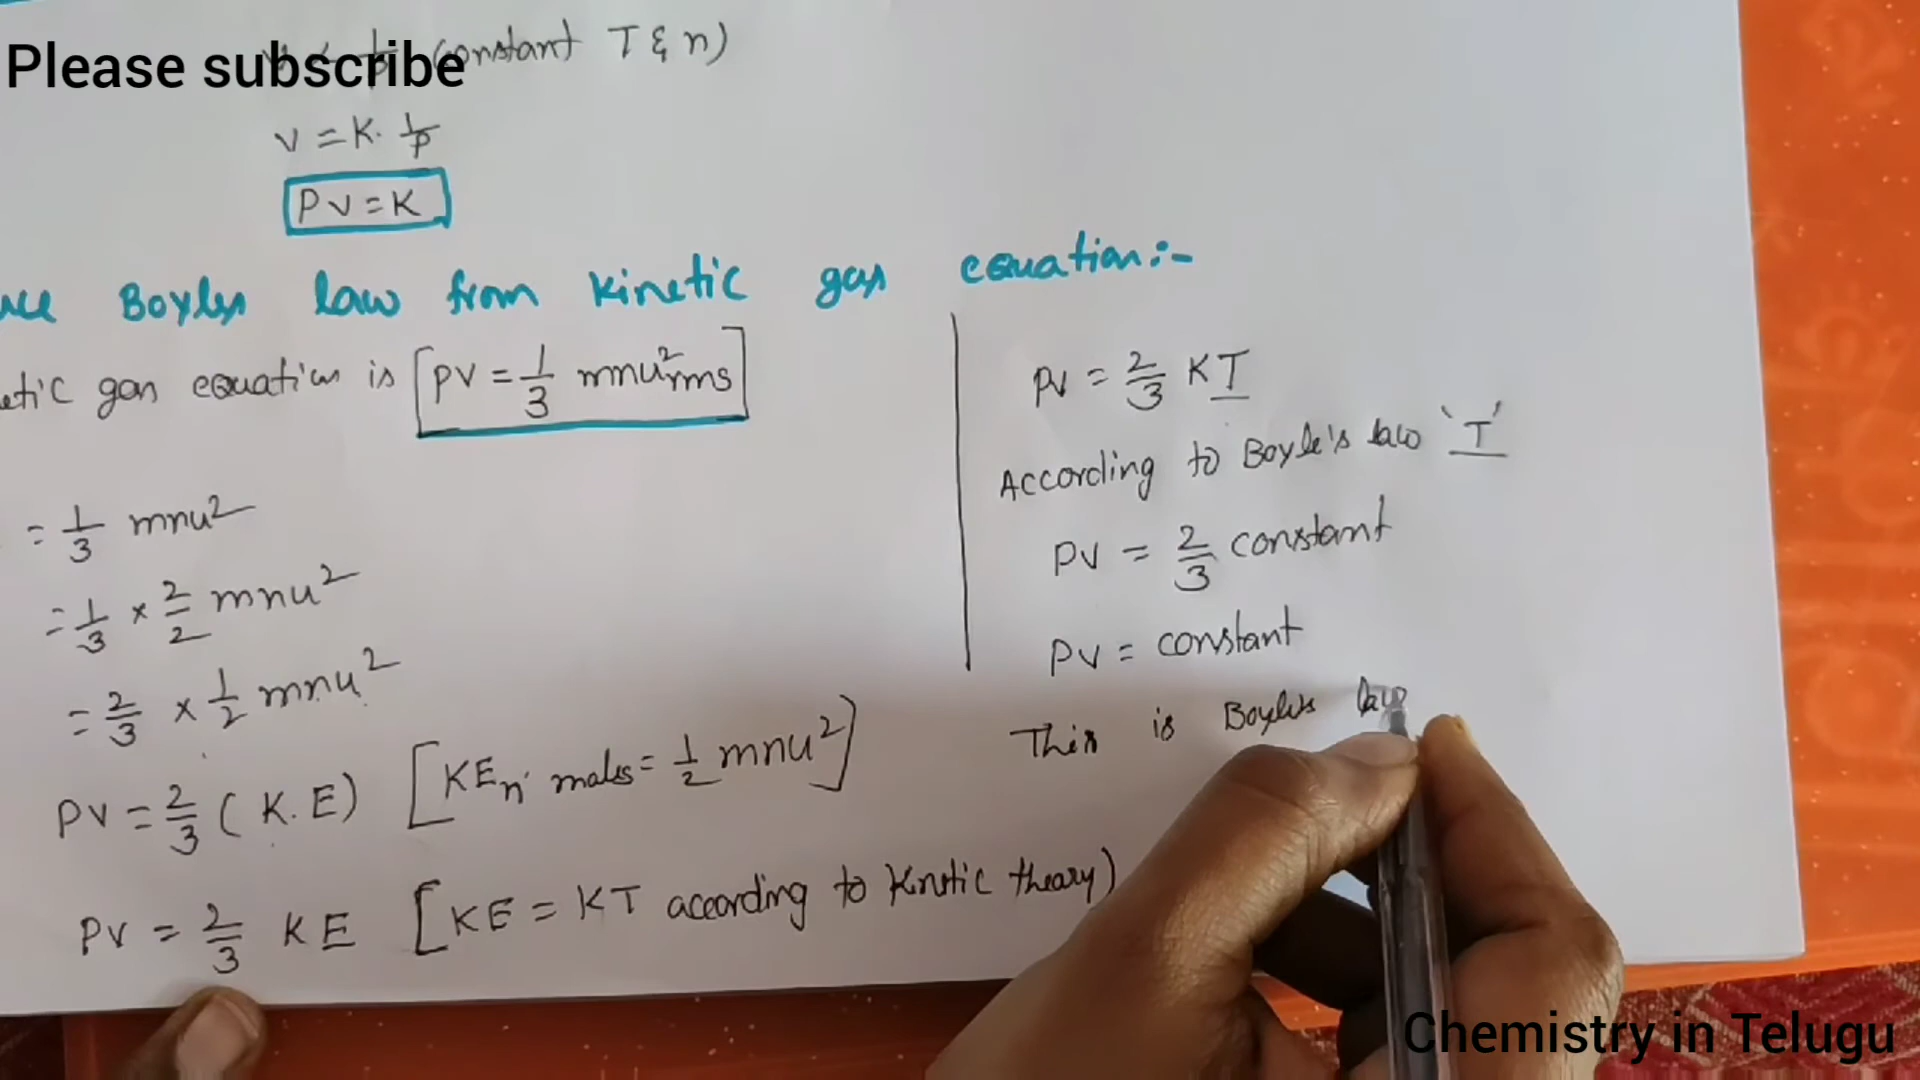 Please subscribe
(constant T & n)
V = K. 1/P
PV = K
Boyles law from kinetic gas equation:-
gas equation is [PV = 1/3 mnu²rms]
= 1/3 mnu²
= 1/3 × 2/2 mnu²
= 2/3 × 1/2 mnu²
PV = 2/3 (K.E) [KE n' moles = 1/2 mnu²]
PV = 2/3 KE [KE = KT according to Kinetic theory)
PV = 2/3 KT
According to Boyle's law 'T'
PV = 2/3 constant
PV = constant
This is Boyles law
Chemistry in Telugu